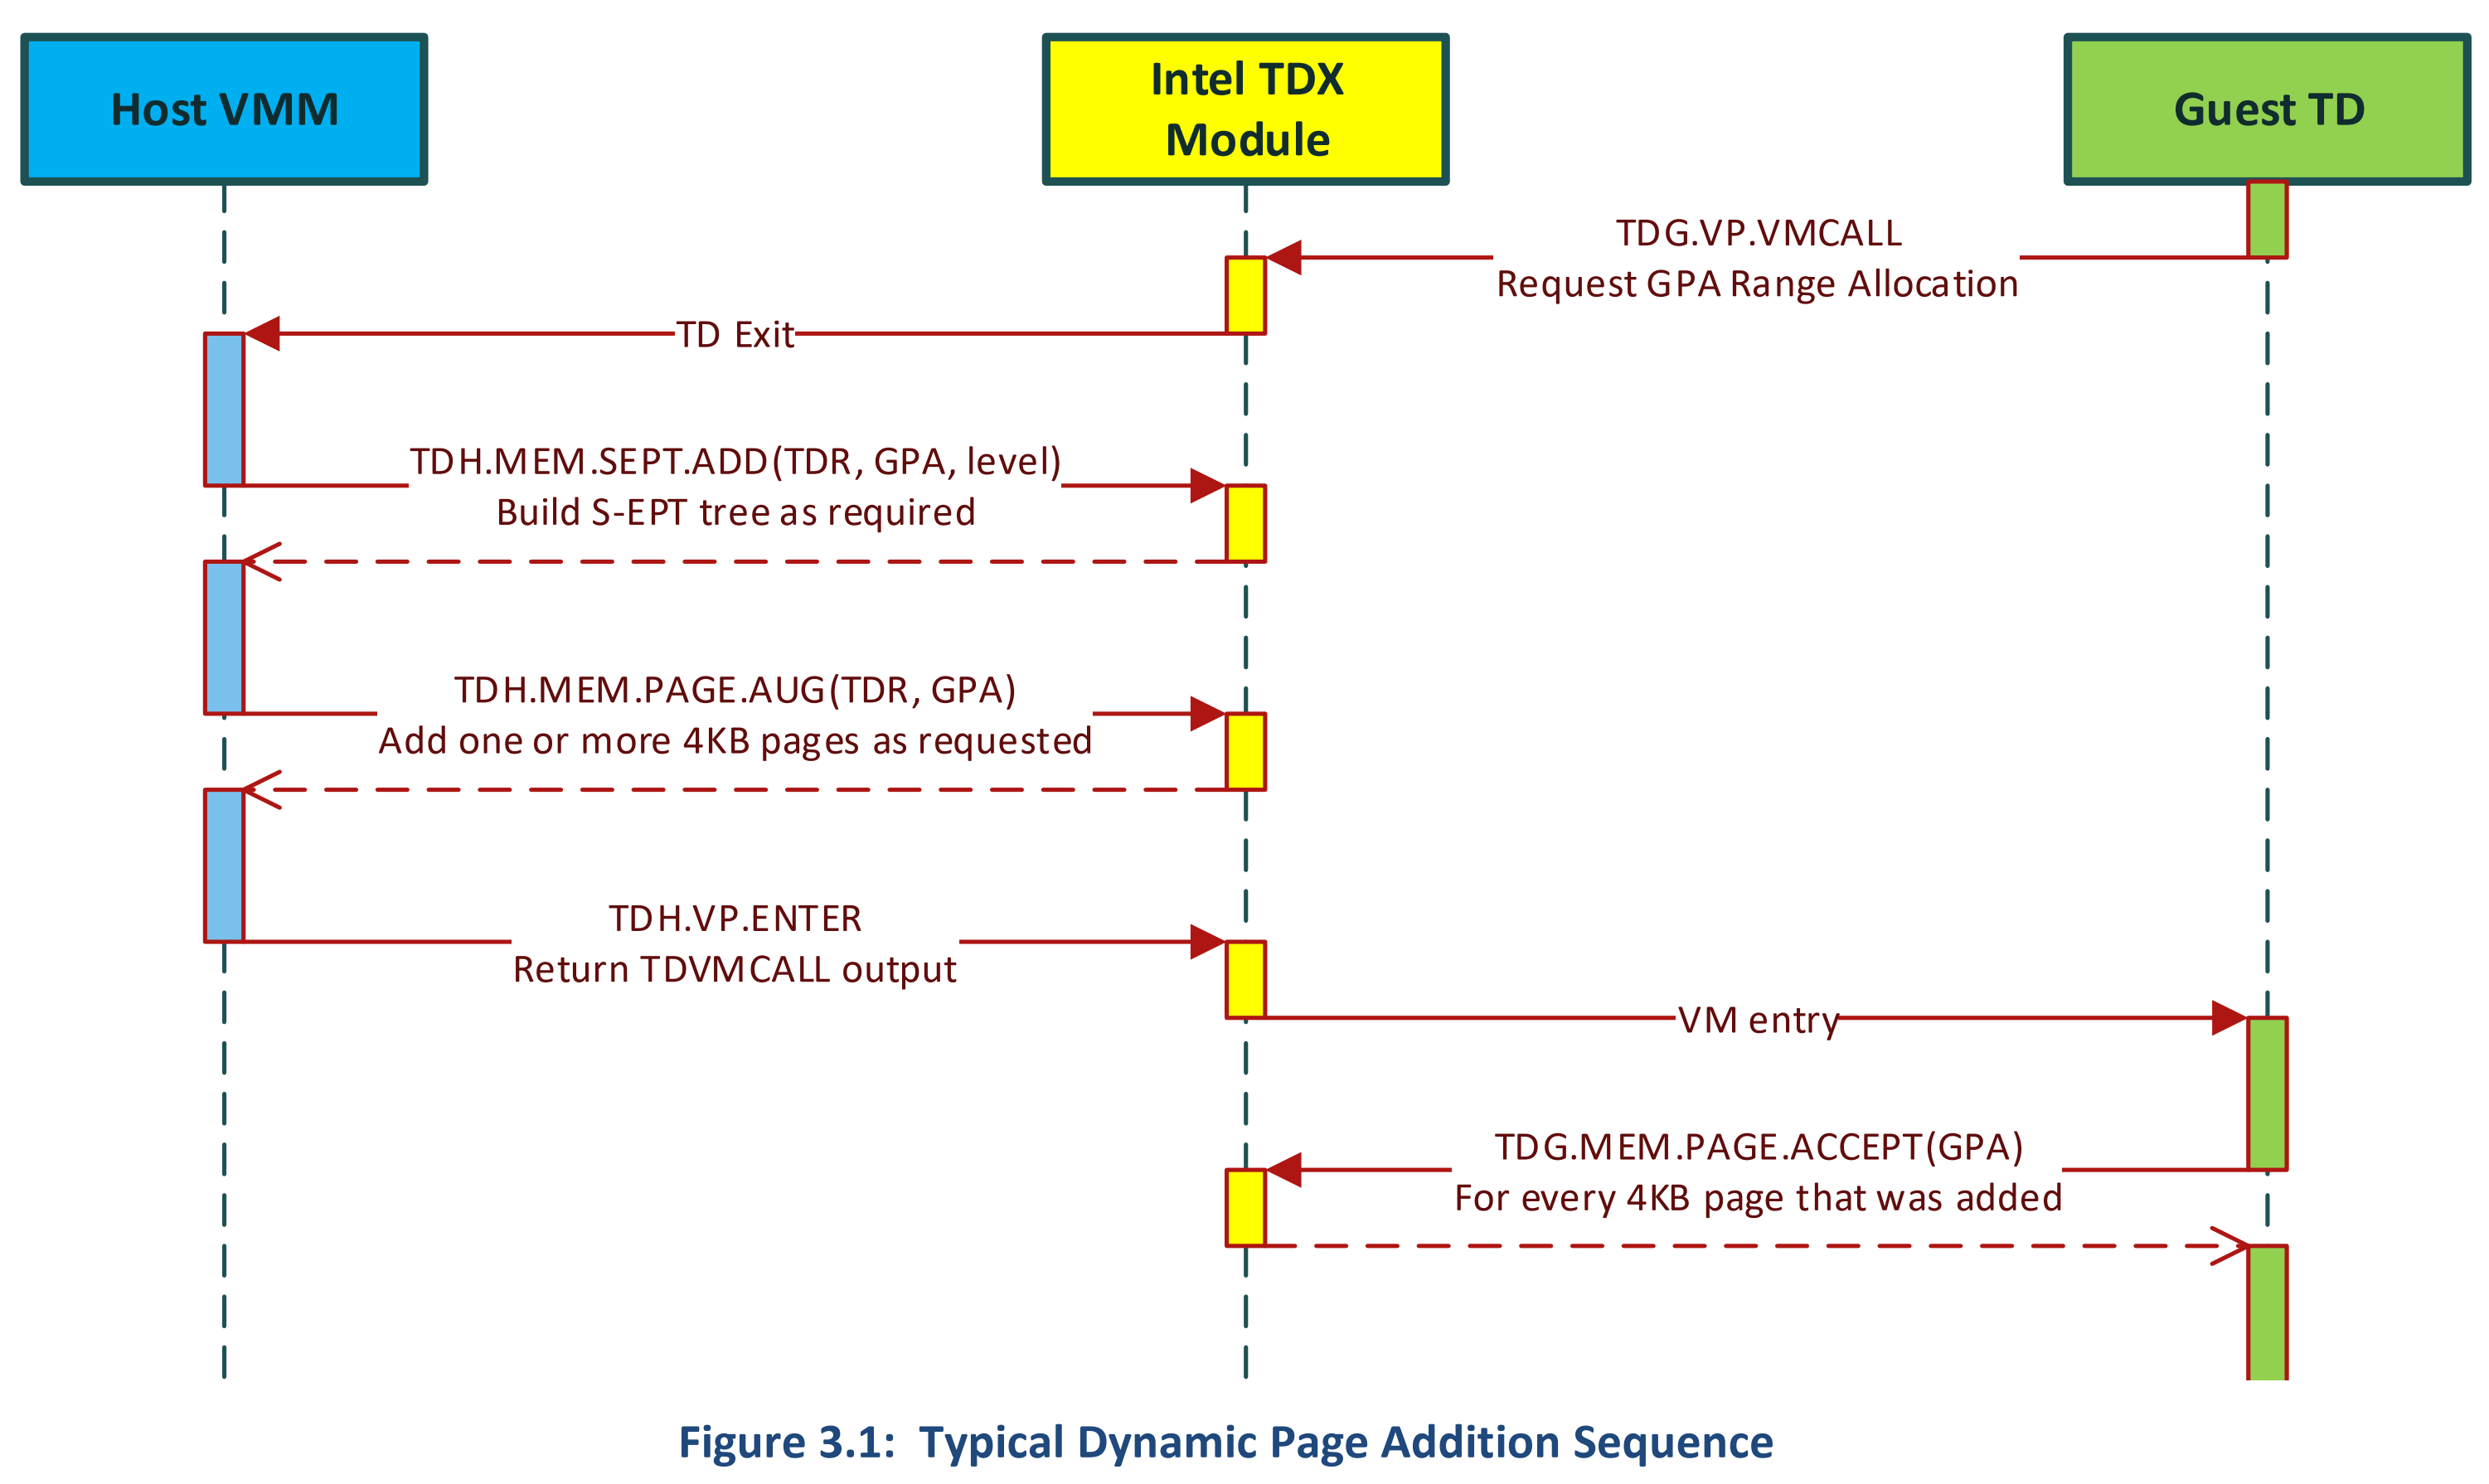 Host VMM
Intel TDX
Module
Guest TD
TDG.VP.VMCALL
Request GPA Range Allocation
TD Exit
TDH.MEM.SEPT.ADD(TDR, GPA, level)
Build S-EPT tree as required
TDH.MEM.PAGE.AUG(TDR, GPA)
Add one or more 4KB pages as requested
TDH.VP.ENTER
Return TDVMCALL output
VM entry
TDG.MEM.PAGE.ACCEPT(GPA)
For every 4KB page that was added
Figure 3.1: Typical Dynamic Page Addition Sequence